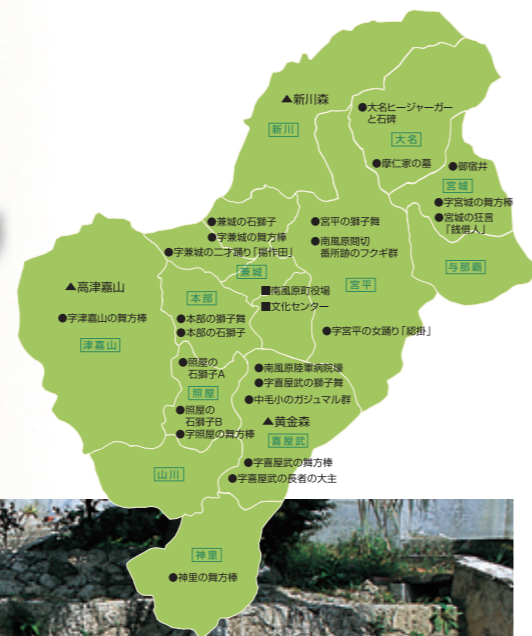 ▲新川森
新川
●大名ヒージャーガー
と石碑
大名
●摩仁家の墓
●御宿井
宮城
●字宮城の舞方棒
●宮城の狂言
「銭借人」
与那覇
●兼城の石獅子
●字兼城の舞方棒
●字兼城の二才踊り「揚作田」
兼城
●宮平の獅子舞
●南風原間切
番所跡のフクギ群
宮平
■南風原町役場
■文化センター
●字宮平の女踊り「綛掛」
▲高津嘉山
●字津嘉山の舞方棒
津嘉山
本部
●本部の獅子舞
●本部の石獅子
●照屋の
石獅子A
照屋
●照屋の
石獅子B
●字照屋の舞方棒
●南風原陸軍病院壕
●字喜屋武の獅子舞
●中毛小のガジュマル群
▲黄金森
喜屋武
●字喜屋武の舞方棒
●字喜屋武の長者の大主
山川
神里
●神里の舞方棒